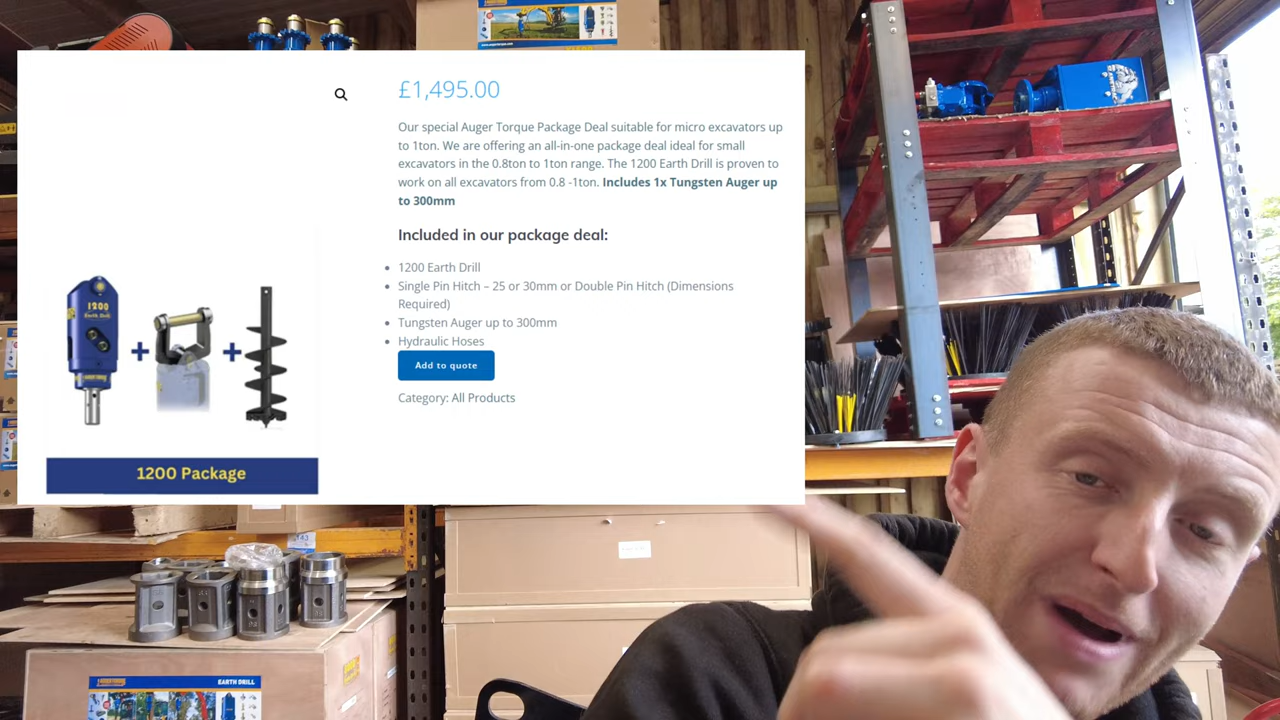 £1,495.00
Our special Auger Torque Package Deal suitable for micro excavators up
to 1ton. We are offering an all-in-one package deal ideal for small
excavators in the 0.8ton to 1ton range. The 1200 Earth Drill is proven to
work on all excavators from 0.8 -1ton. Includes 1x Tungsten Auger up
to 300mm
Included in our package deal:
1200 Earth Drill
Single Pin Hitch – 25 or 30mm or Double Pin Hitch (Dimensions
Required)
Tungsten Auger up to 300mm
Hydraulic Hoses
Add to quote
Category: All Products
1200
Earth Drill
+ +
1200 Package
EARTH DRILL